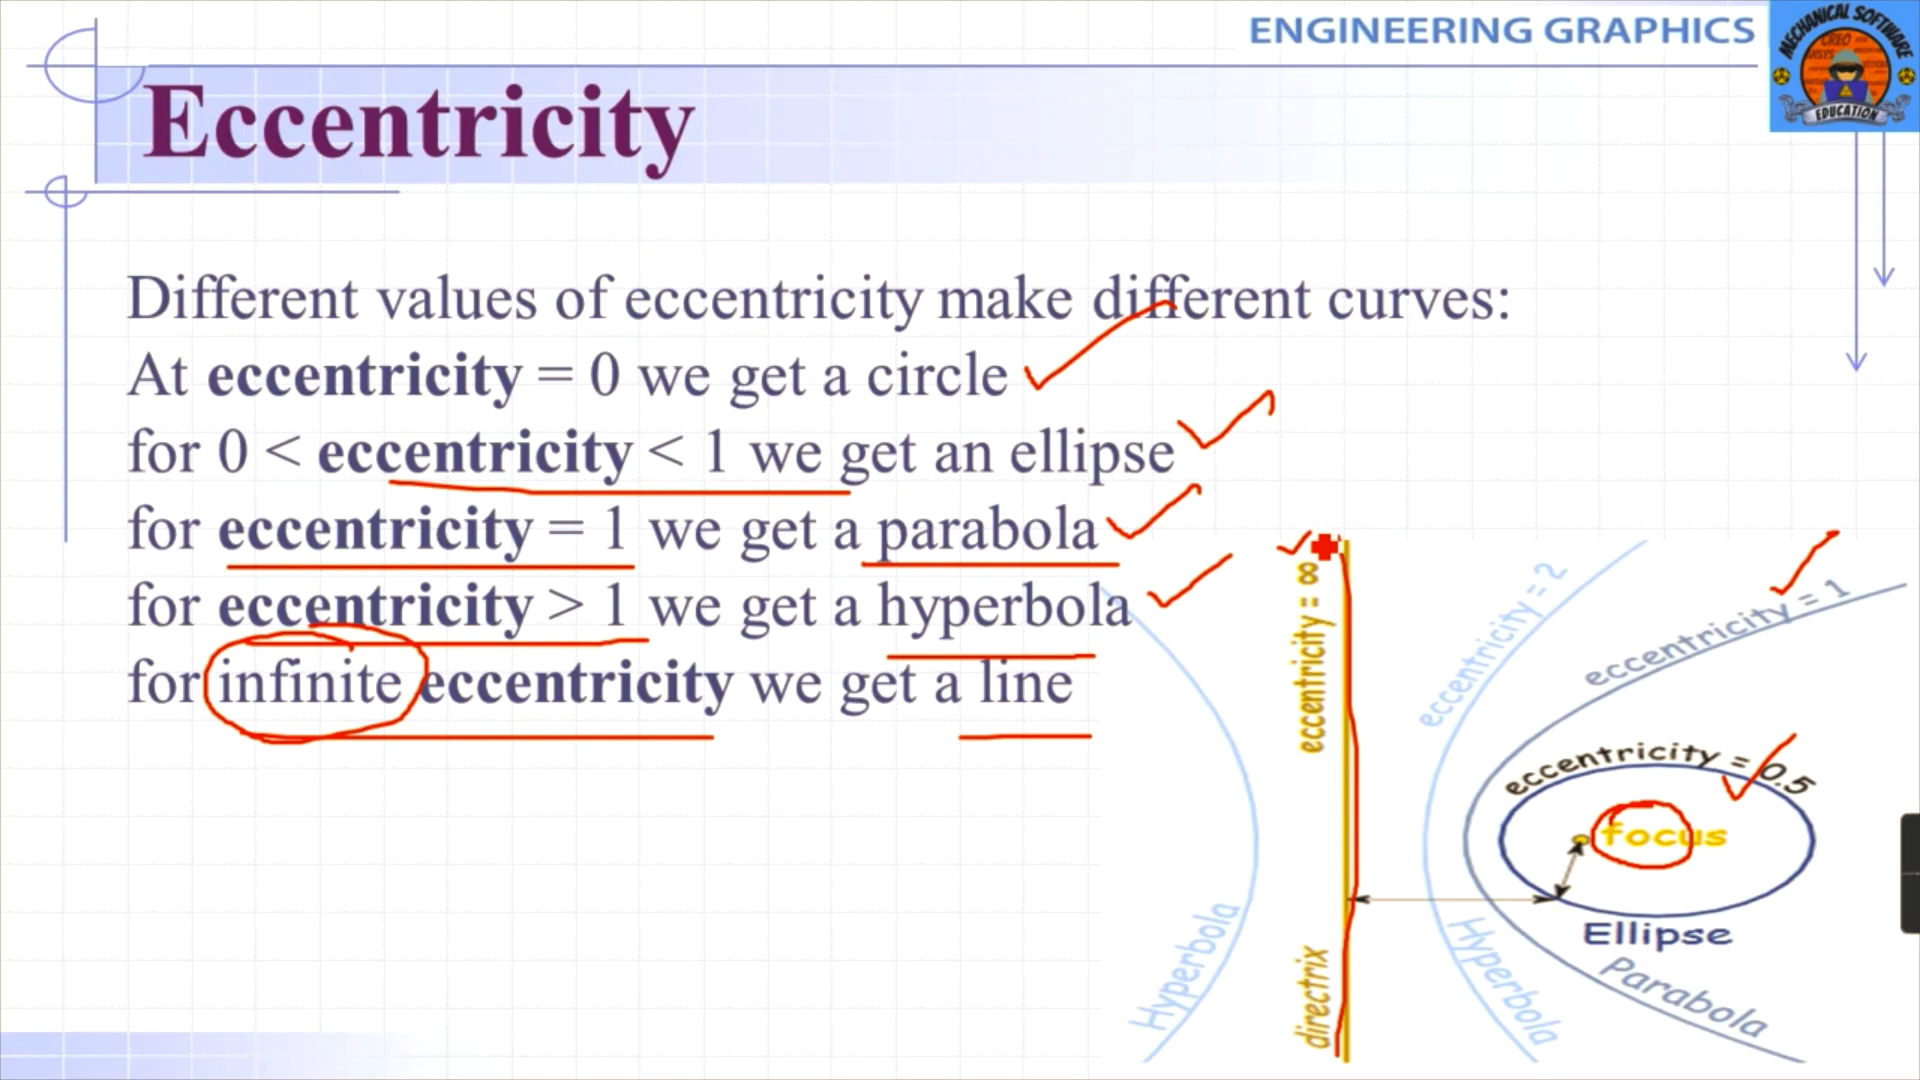 ENGINEERING GRAPHICS
MECHANICAL SOFTWARE
CREO
EDUCATION
Eccentricity
Different values of eccentricity make different curves:
At eccentricity = 0 we get a circle
for 0 < eccentricity < 1 we get an ellipse
for eccentricity = 1 we get a parabola
for eccentricity > 1 we get a hyperbola
for infinite eccentricity we get a line
eccentricity = ∞
eccentricity = 2
eccentricity = 1
eccentricity = 0.5
focus
Ellipse
Hyperbola
directrix
Hyperbola
Parabola